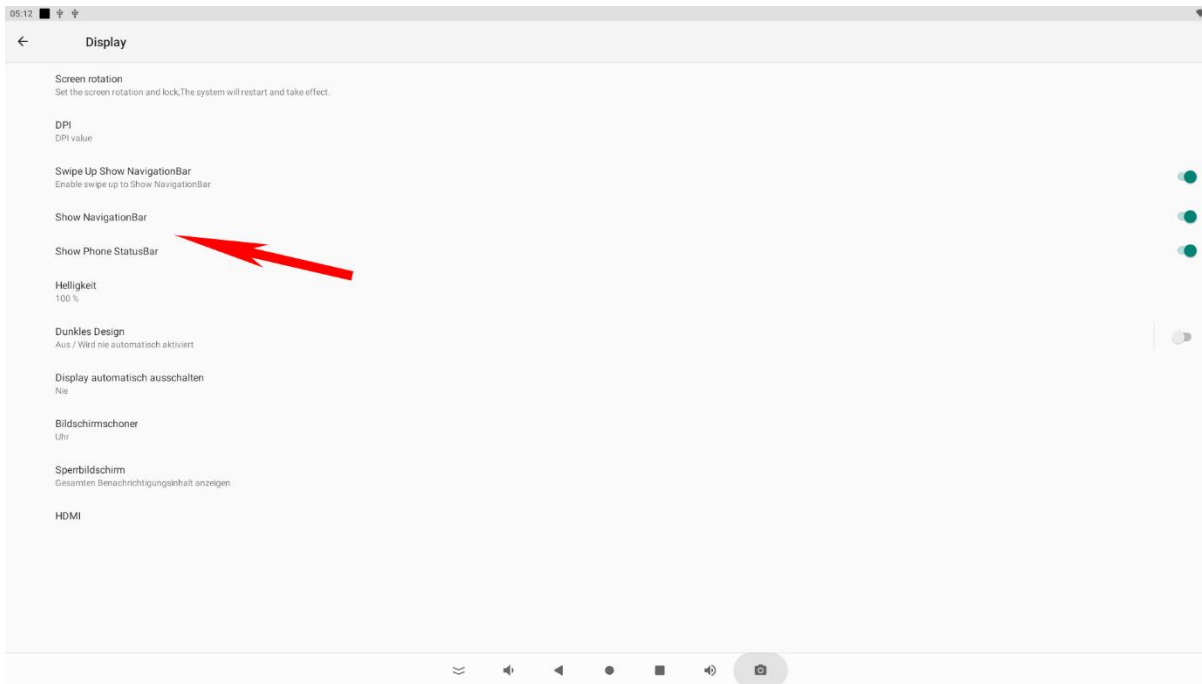 05:12
Display
Screen rotation
Set the screen rotation and lock,The system will restart and take effect.
DPI
DPI value
Swipe Up Show NavigationBar
Enable swipe up to Show NavigationBar
Show NavigationBar
Show Phone StatusBar
Helligkeit
100 %
Dunkles Design
Aus / Wird nie automatisch aktiviert
Display automatisch ausschalten
Nie
Bildschirmschoner
Uhr
Sperrbildschirm
Gesamten Benachrichtigungsinhalt anzeigen
HDMI